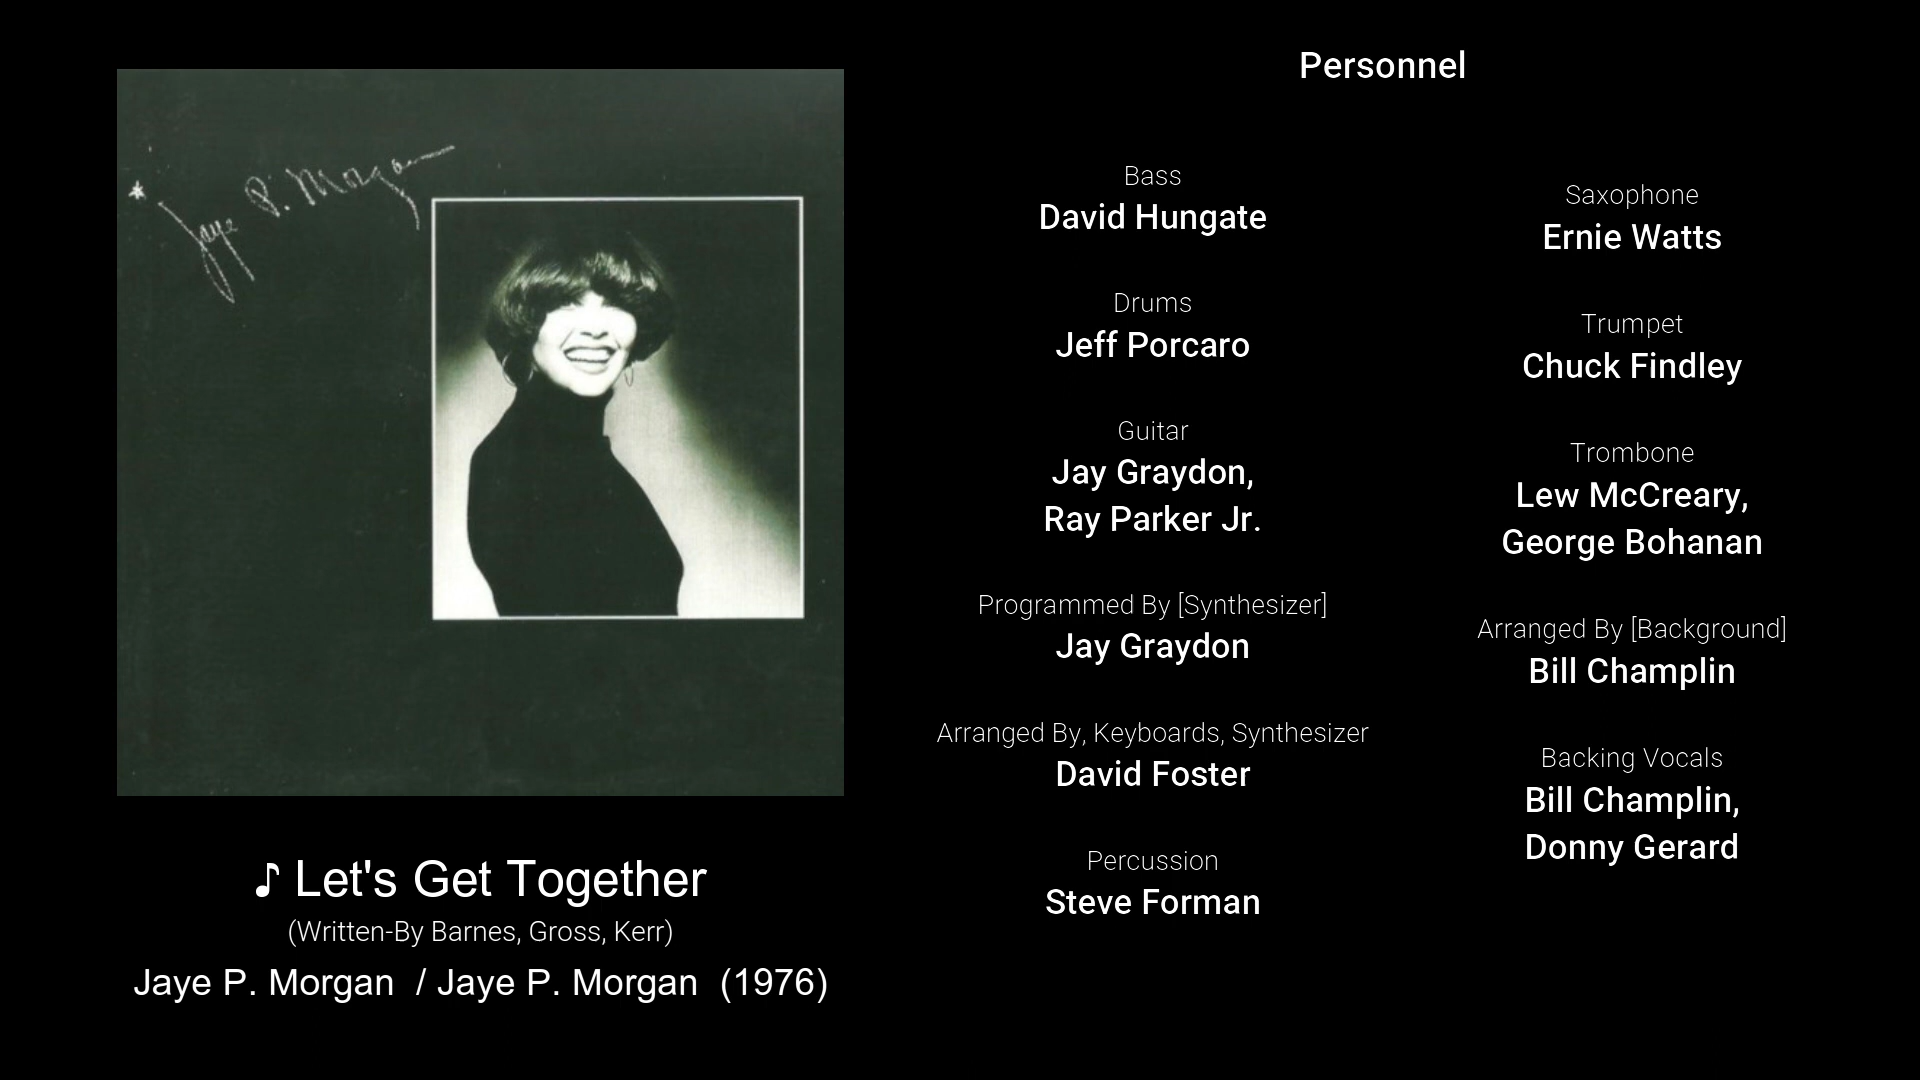 Jaye P. Morgan
♪ Let's Get Together
(Written-By Barnes, Gross, Kerr)
Jaye P. Morgan / Jaye P. Morgan (1976)
Personnel
Bass
David Hungate
Drums
Jeff Porcaro
Guitar
Jay Graydon,
Ray Parker Jr.
Programmed By [Synthesizer]
Jay Graydon
Arranged By, Keyboards, Synthesizer
David Foster
Percussion
Steve Forman
Saxophone
Ernie Watts
Trumpet
Chuck Findley
Trombone
Lew McCreary,
George Bohanan
Arranged By [Background]
Bill Champlin
Backing Vocals
Bill Champlin,
Donny Gerard